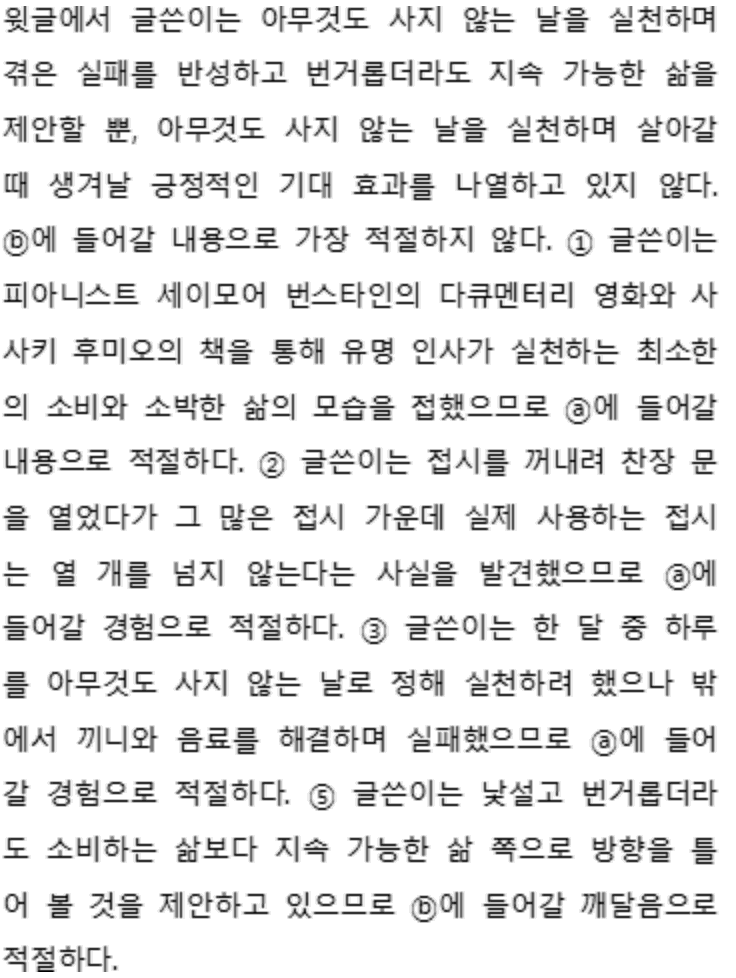 윗글에서 글쓴이는 아무것도 사지 않는 날을 실천하며
겪은 실패를 반성하고 번거롭더라도 지속 가능한 삶을
제안할 뿐, 아무것도 사지 않는 날을 실천하며 살아갈
때 생겨날 긍정적인 기대 효과를 나열하고 있지 않다.
ⓑ에 들어갈 내용으로 가장 적절하지 않다. ① 글쓴이는
피아니스트 세이모어 번스타인의 다큐멘터리 영화와 사
사키 후미오의 책을 통해 유명 인사가 실천하는 최소한
의 소비와 소박한 삶의 모습을 접했으므로 ⓐ에 들어갈
내용으로 적절하다. ② 글쓴이는 접시를 꺼내려 찬장 문
을 열었다가 그 많은 접시 가운데 실제 사용하는 접시
는 열 개를 넘지 않는다는 사실을 발견했으므로 ⓐ에
들어갈 경험으로 적절하다. ③ 글쓴이는 한 달 중 하루
를 아무것도 사지 않는 날로 정해 실천하려 했으나 밖
에서 끼니와 음료를 해결하며 실패했으므로 ⓐ에 들어
갈 경험으로 적절하다. ⑤ 글쓴이는 낯설고 번거롭더라
도 소비하는 삶보다 지속 가능한 삶 쪽으로 방향을 틀
어 볼 것을 제안하고 있으므로 ⓑ에 들어갈 깨달음으로
적절하다.